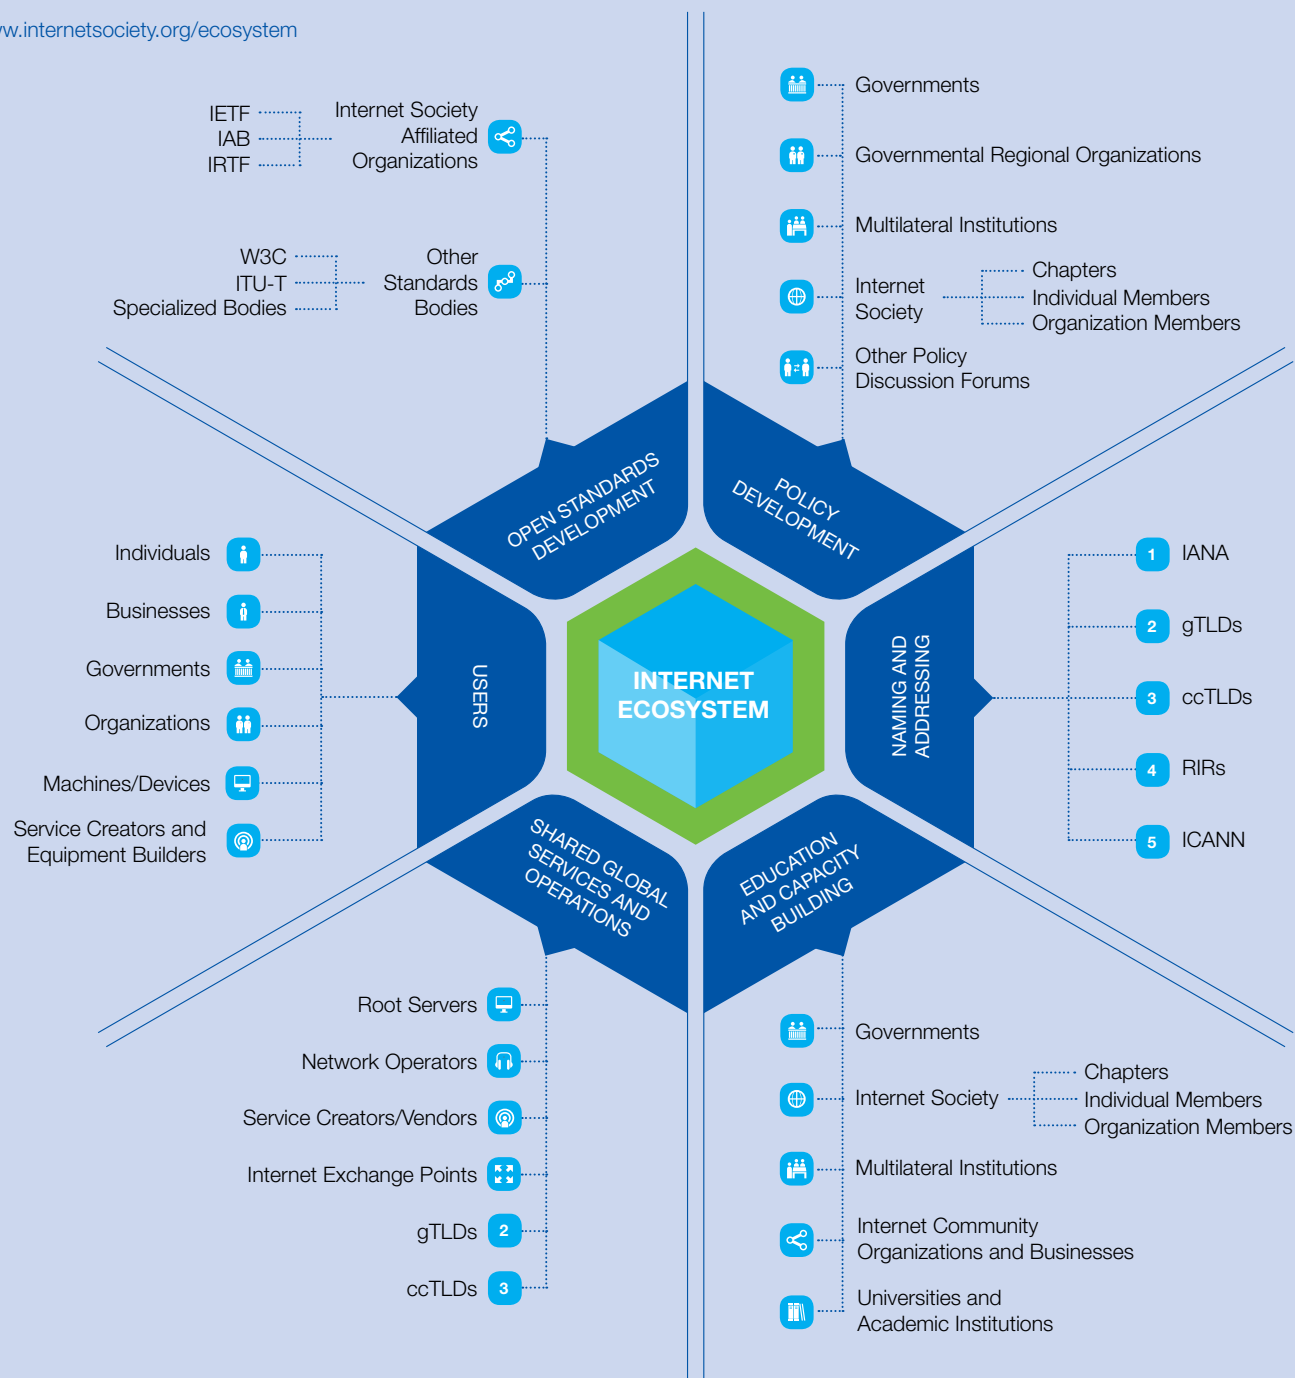 ww.internetsociety.org/ecosystem
IETF
IAB
IRTF
Internet Society
Affiliated
Organizations
W3C
ITU-T
Specialized Bodies
Other
Standards
Bodies
Governments
Governmental Regional Organizations
Multilateral Institutions
Internet
Society
Chapters
Individual Members
Organization Members
Other Policy
Discussion Forums
OPEN STANDARDS
DEVELOPMENT
POLICY
DEVELOPMENT
Individuals
Businesses
Governments
Organizations
Machines/Devices
Service Creators and
Equipment Builders
USERS
INTERNET
ECOSYSTEM
NAMING AND
ADDRESSING
1 IANA
2 gTLDs
3 ccTLDs
4 RIRs
5 ICANN
SHARED GLOBAL
SERVICES AND
OPERATIONS
EDUCATION
AND CAPACITY
BUILDING
Root Servers
Network Operators
Service Creators/Vendors
Internet Exchange Points
gTLDs 2
ccTLDs 3
Governments
Internet Society
Chapters
Individual Members
Organization Members
Multilateral Institutions
Internet Community
Organizations and Businesses
Universities and
Academic Institutions